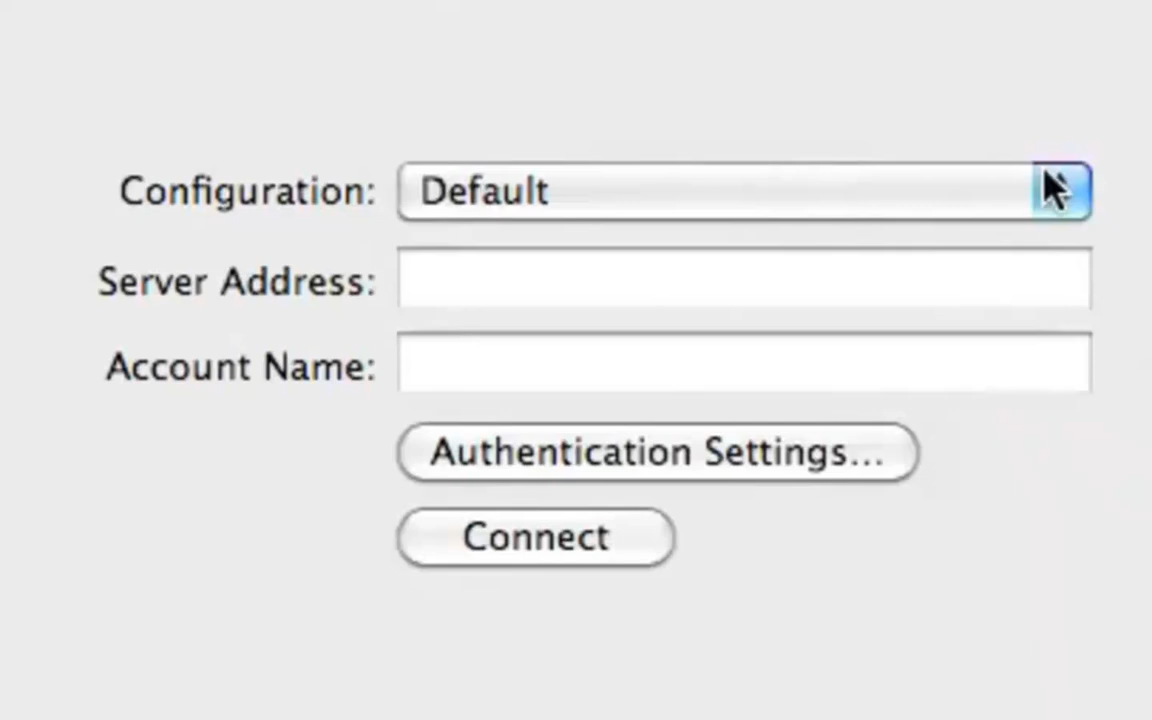 Configuration: Default
Server Address:
Account Name:
Authentication Settings...
Connect